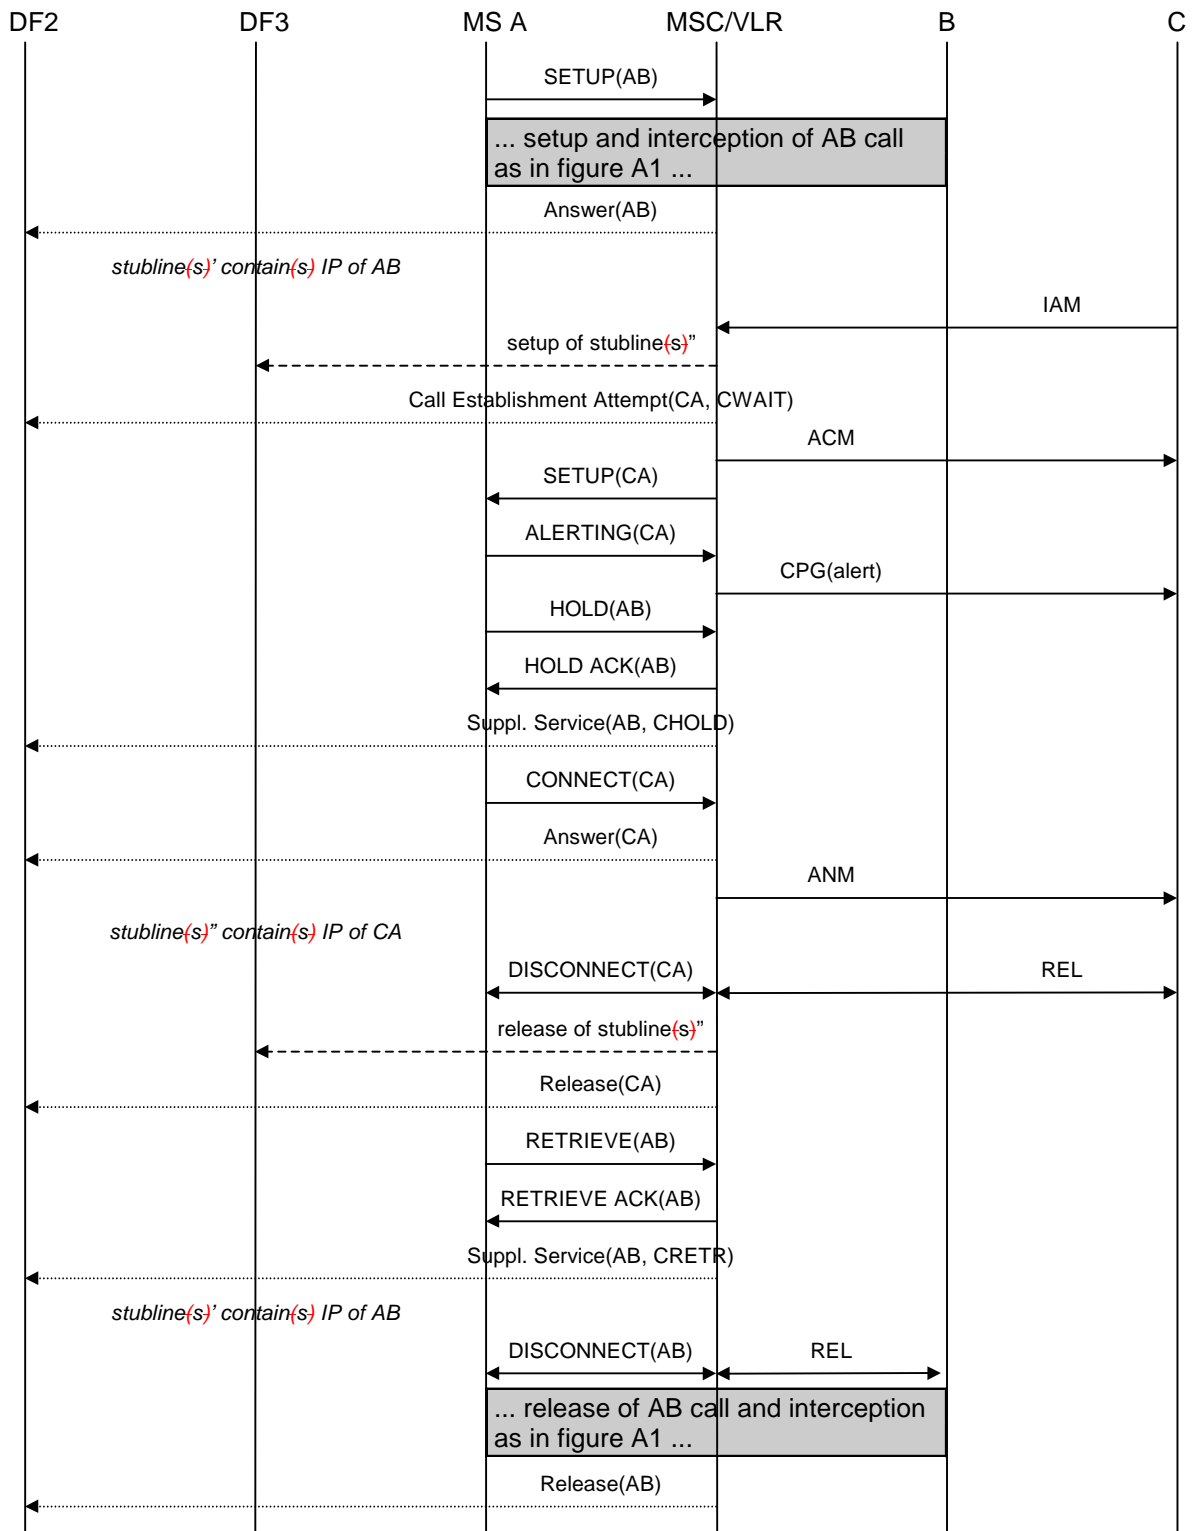 DF2 DF3 MS A MSC/VLR B C
SETUP(AB)
... setup and interception of AB call
as in figure A1 ...
Answer(AB)
stubline(s)’ contain(s) IP of AB
IAM
setup of stubline(s)”
Call Establishment Attempt(CA, CWAIT)
ACM
SETUP(CA)
ALERTING(CA)
CPG(alert)
HOLD(AB)
HOLD ACK(AB)
Suppl. Service(AB, CHOLD)
CONNECT(CA)
Answer(CA)
ANM
stubline(s)” contain(s) IP of CA
DISCONNECT(CA) REL
release of stubline(s)”
Release(CA)
RETRIEVE(AB)
RETRIEVE ACK(AB)
Suppl. Service(AB, CRETR)
stubline(s)’ contain(s) IP of AB
DISCONNECT(AB) REL
... release of AB call and interception
as in figure A1 ...
Release(AB)